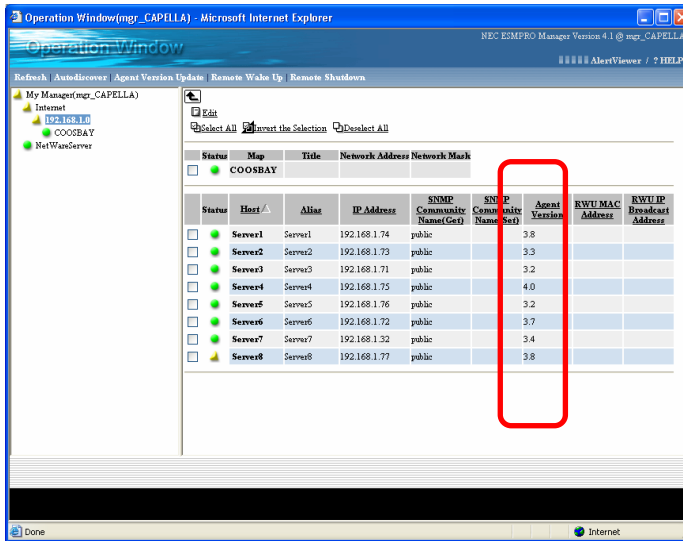 Operation Window(mgr_CAPELLA) - Microsoft Internet Explorer
Operation Window
NEC ESMPRO Manager Version 4.1 @ mgr_CAPELLA
AlertViewer / ? HELP
Refresh | Autodiscover | Agent Version Update | Remote Wake Up | Remote Shutdown
My Manager(mgr_CAPELLA)
Internet
192.168.1.0
COOSBAY
NetWareServer
Edit
Select All Invert the Selection Deselect All
Status Map Title Network Address Network Mask
COOSBAY
Status Host Alias IP Address SNMP Community Name(Get) SNMP Community Name(Set) Agent Version RWU MAC Address RWU IP Broadcast Address
Server1 Server1 192.168.1.74 public 3.8
Server2 Server2 192.168.1.73 public 3.3
Server3 Server3 192.168.1.71 public 3.2
Server4 Server4 192.168.1.75 public 4.0
Server5 Server5 192.168.1.76 public 3.2
Server6 Server6 192.168.1.72 public 3.7
Server7 Server7 192.168.1.32 public 3.4
Server8 Server8 192.168.1.77 public 3.8
Done
Internet